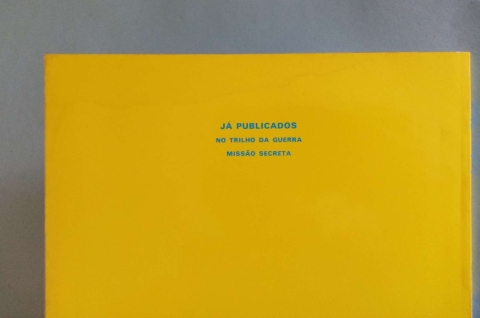 JÁ PUBLICADOS
NO TRILHO DA GUERRA
MISSÃO SECRETA